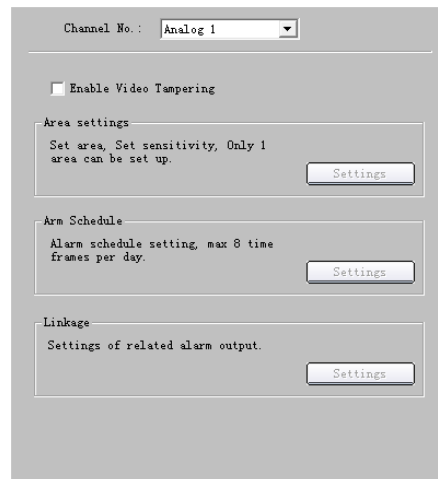 Channel No.: Analog 1
Enable Video Tampering
Area settings
Set area, Set sensitivity, Only 1
area can be set up.
Settings
Arm Schedule
Alarm schedule setting, max 8 time
frames per day.
Settings
Linkage
Settings of related alarm output.
Settings